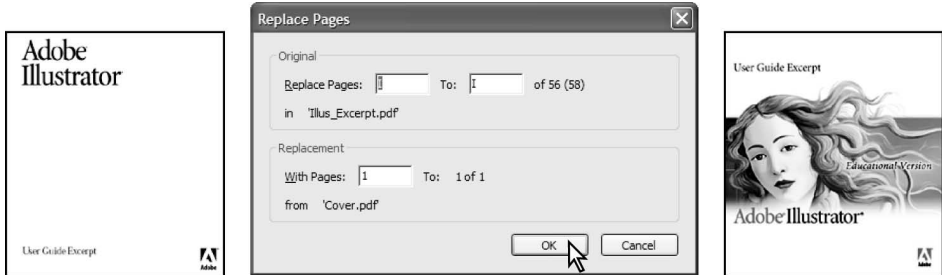 Adobe
Illustrator
User Guide Excerpt
Adobe
Replace Pages
Original
Replace Pages: I To: I of 56 (58)
in 'Illus_Excerpt.pdf'
Replacement
With Pages: 1 To: 1 of 1
from 'Cover.pdf'
OK Cancel
User Guide Excerpt
Educational Version
Adobe Illustrator
Adobe